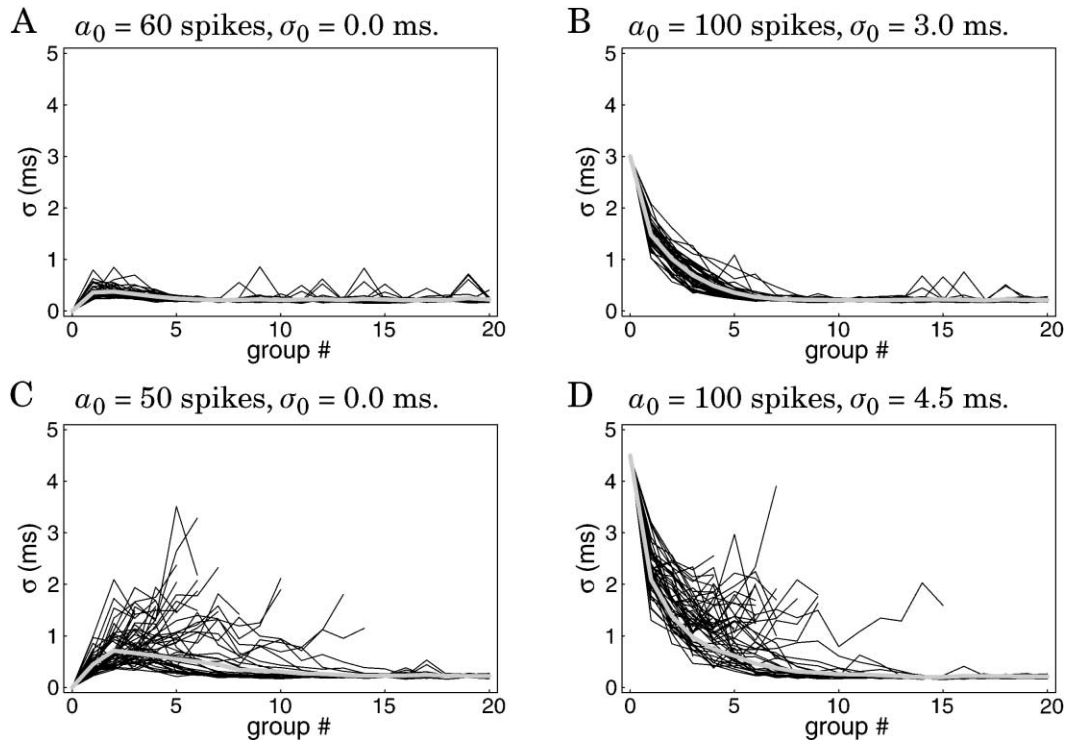 A a₀ = 60 spikes, σ₀ = 0.0 ms.
5
4
3
2
1
0
σ (ms)
0 5 10 15 20
group #
B a₀ = 100 spikes, σ₀ = 3.0 ms.
5
4
3
2
1
0
σ (ms)
0 5 10 15 20
group #
C a₀ = 50 spikes, σ₀ = 0.0 ms.
5
4
3
2
1
0
σ (ms)
0 5 10 15 20
group #
D a₀ = 100 spikes, σ₀ = 4.5 ms.
5
4
3
2
1
0
σ (ms)
0 5 10 15 20
group #